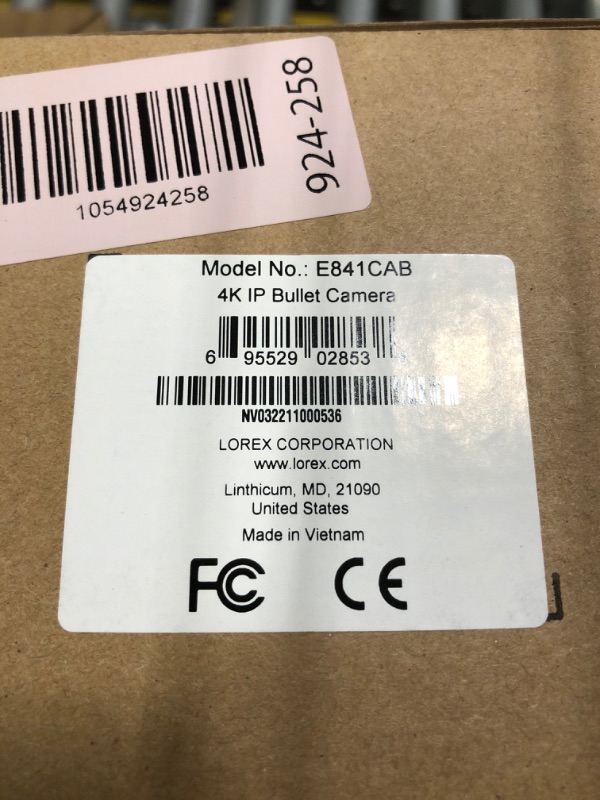 924-258
1054924258
Model No.: E841CAB
4K IP Bullet Camera
6 95529 02853
NV032211000536
LOREX CORPORATION
www.lorex.com
Linthicum, MD, 21090
United States
Made in Vietnam
FC CE